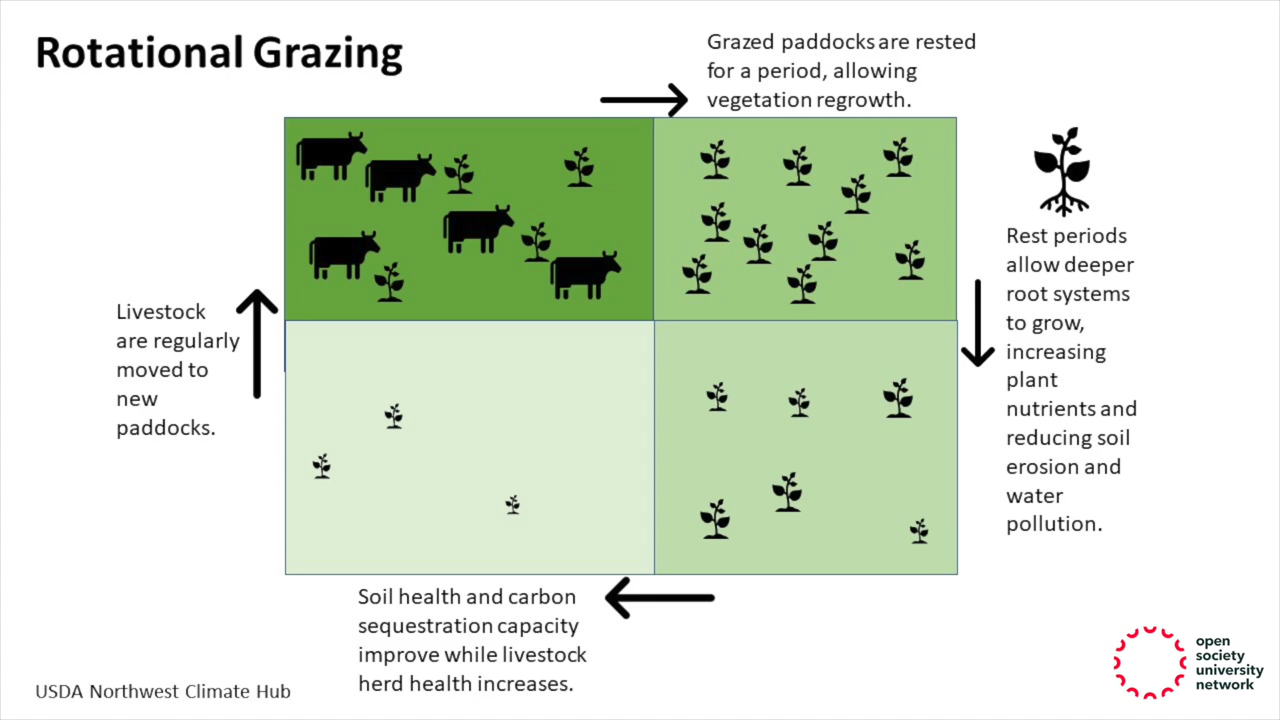 Rotational Grazing
Grazed paddocks are rested
for a period, allowing
vegetation regrowth.
Livestock
are regularly
moved to
new
paddocks.
Rest periods
allow deeper
root systems
to grow,
increasing
plant
nutrients and
reducing soil
erosion and
water
pollution.
Soil health and carbon
sequestration capacity
improve while livestock
herd health increases.
USDA Northwest Climate Hub
open
society
university
network